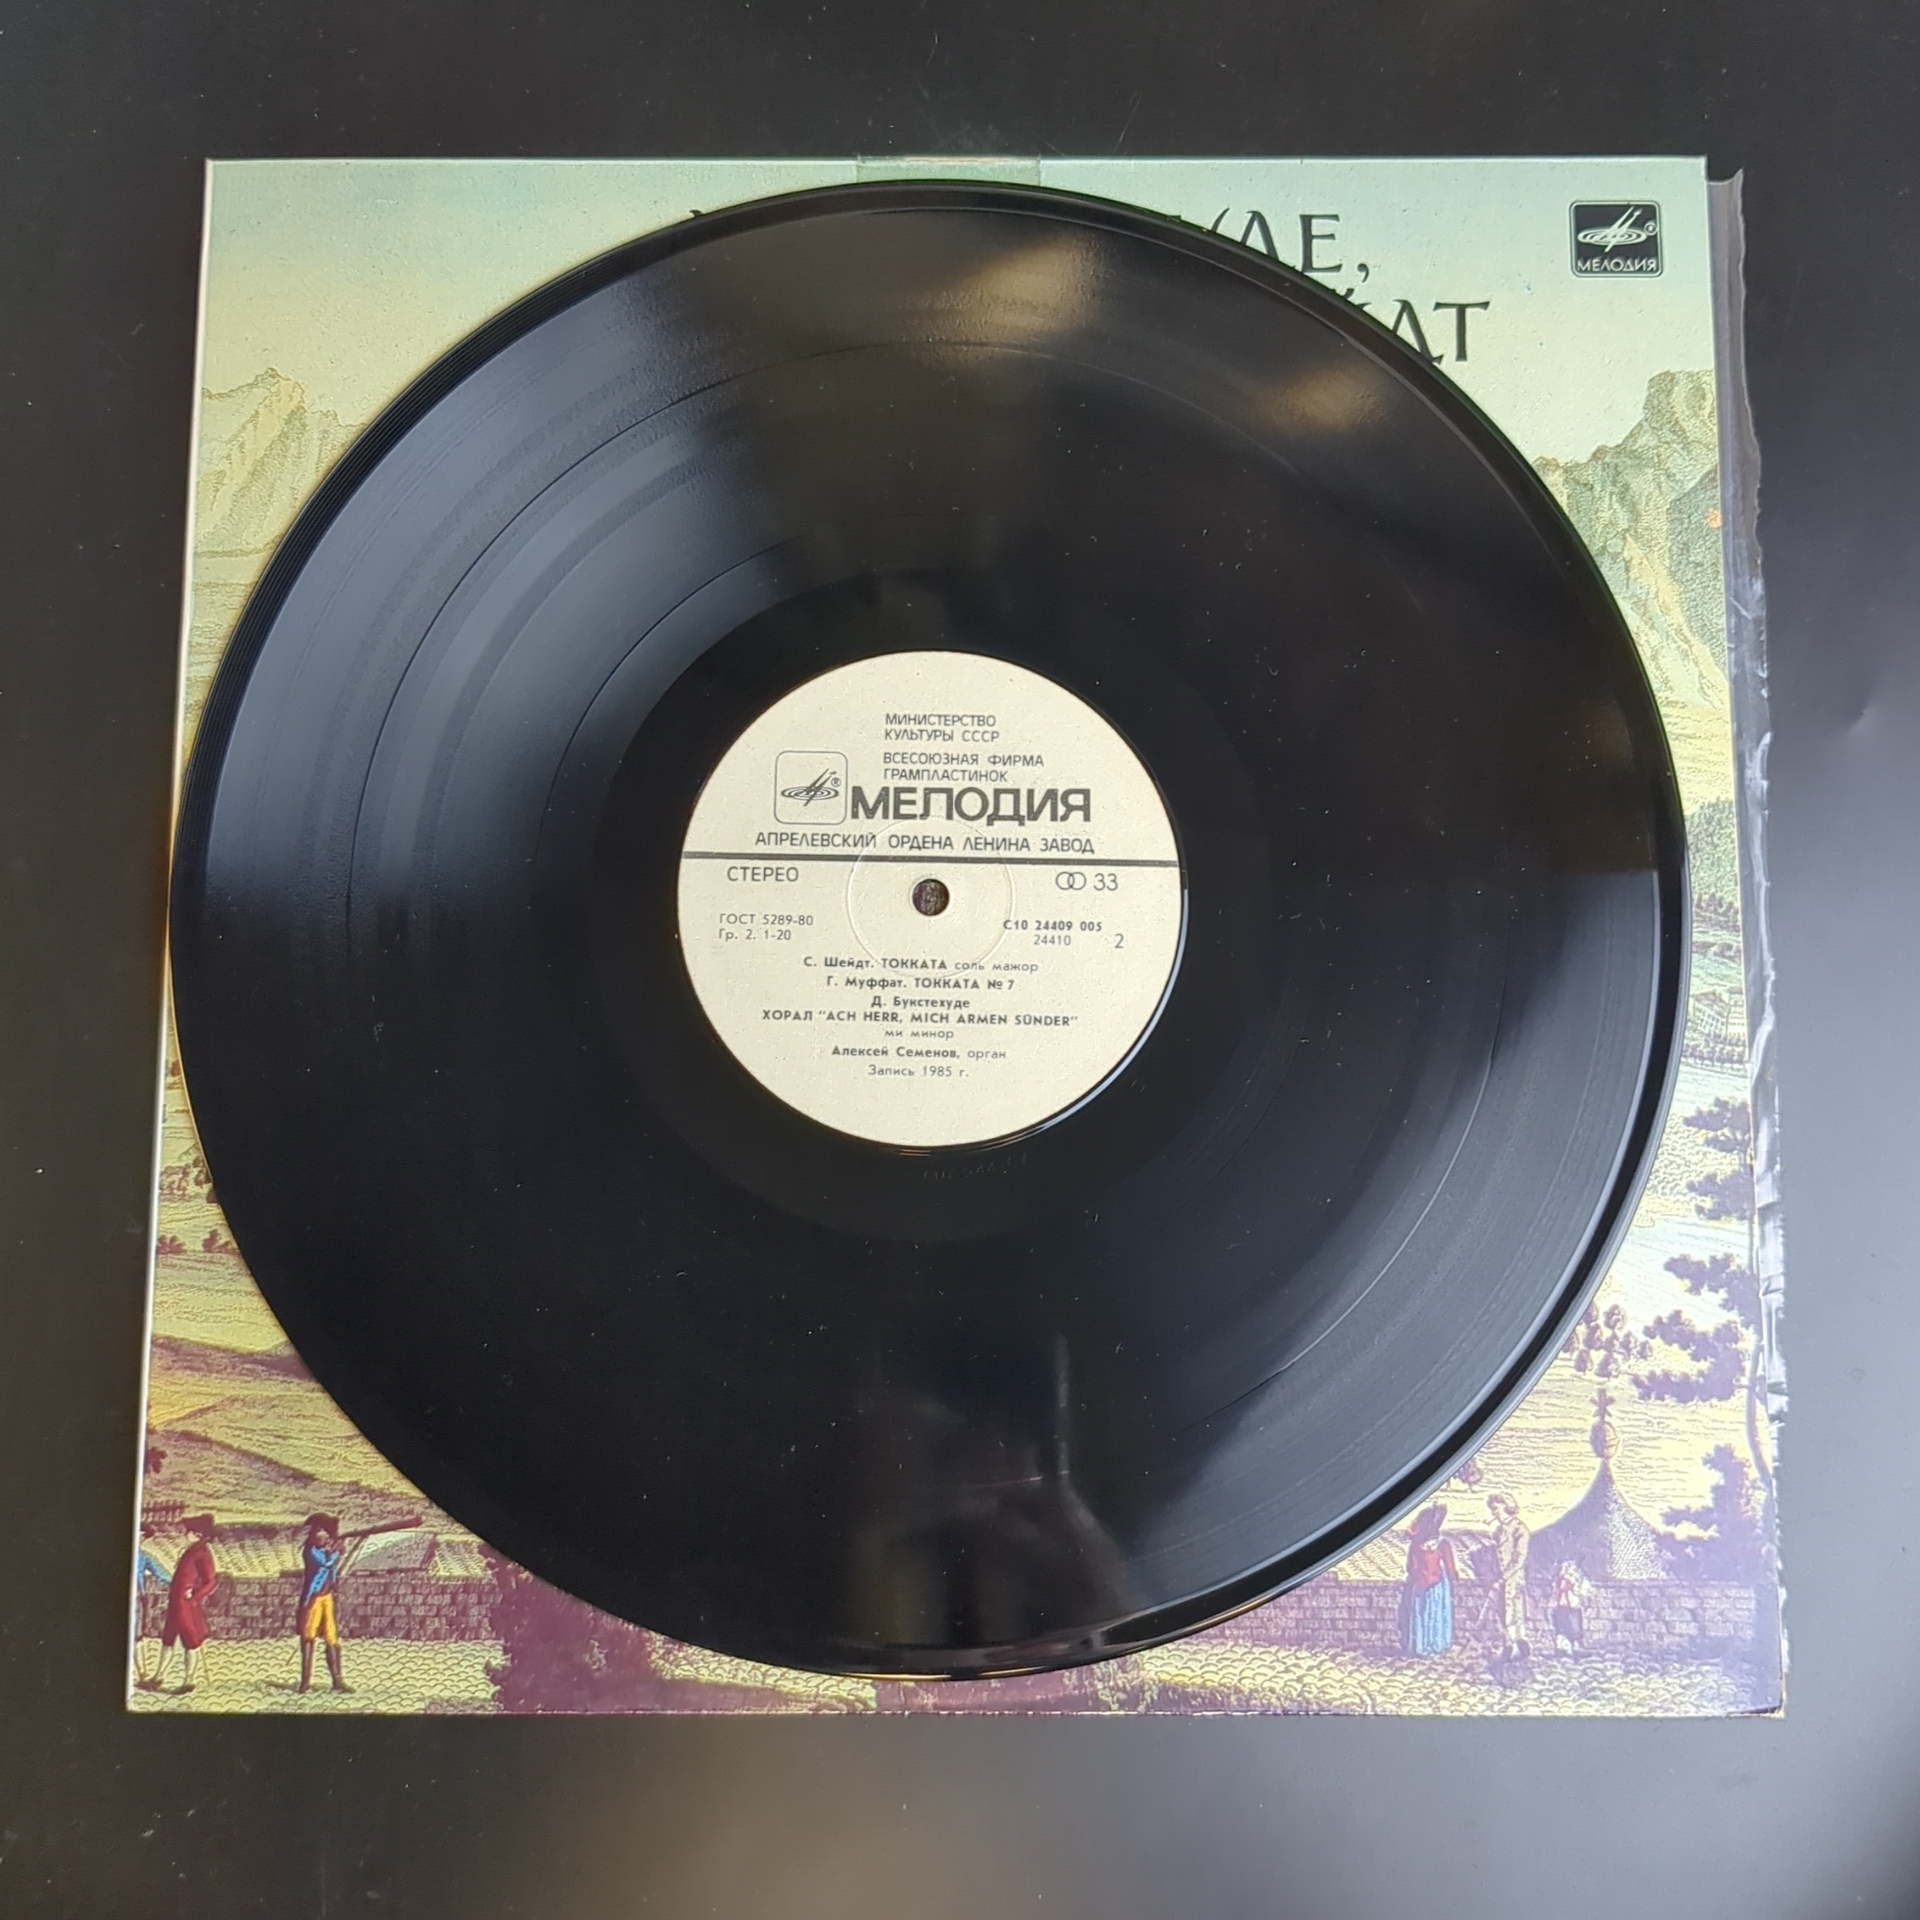 МЕЛОДИЯ
МИНИСТЕРСТВО
КУЛЬТУРЫ СССР
ВСЕСОЮЗНАЯ ФИРМА
ГРАМПЛАСТИНОК
МЕЛОДИЯ
АПРЕЛЕВСКИЙ ОРДЕНА ЛЕНИНА ЗАВОД
СТЕРЕО 33
ГОСТ 5289-80 С10 24409 005
Гр. 2. 1-20 24410 2
С. Шейдт. ТОККАТА соль мажор
Г. Муффат. ТОККАТА № 7
Д. Букстехуде
ХОРАЛ "ACH HERR, MICH ARMEN SÜNDER"
ми минор
Алексей Семенов, орган
Запись 1985 г.